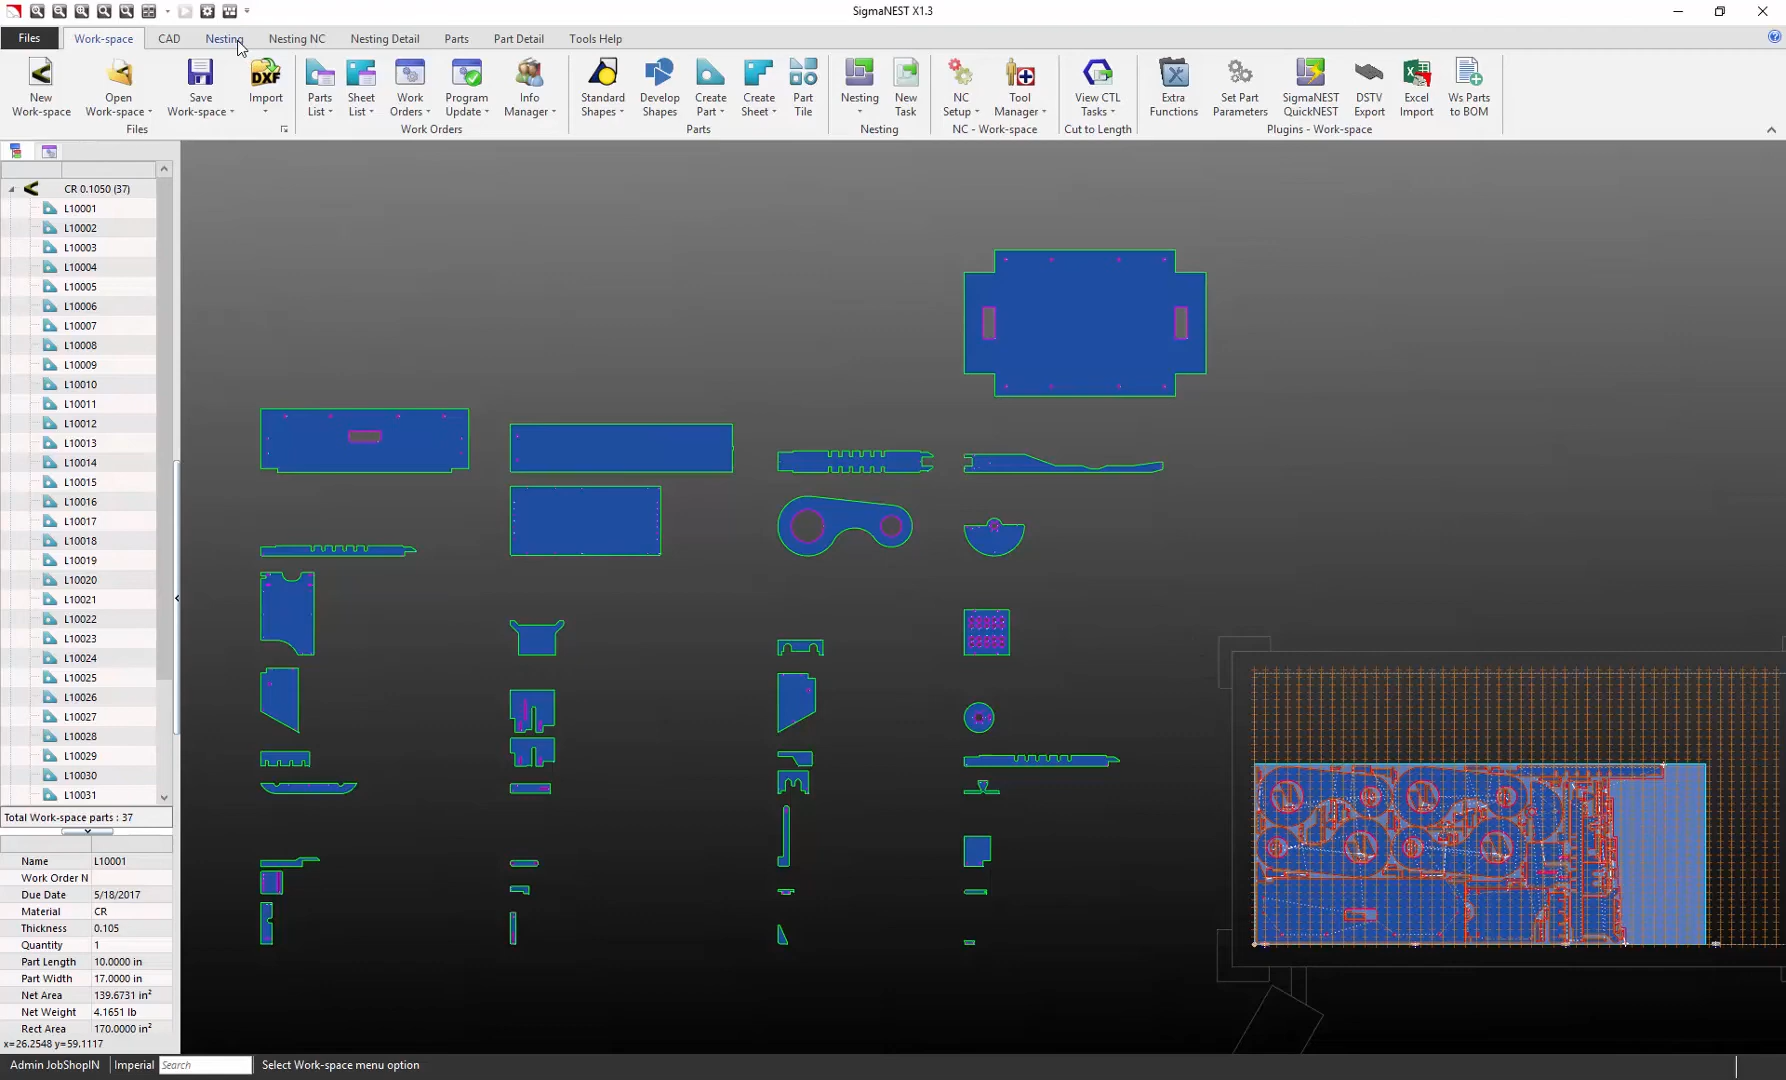 SigmaNEST X1.3
Files
Work-space
CAD
Nesting
Nesting NC
Nesting Detail
Parts
Part Detail
Tools Help
New Work-space
Open Work-space
Save Work-space
DXF
Import
Parts List
Sheet List
Work Orders
Program Update
Info Manager
Standard Shapes
Develop Shapes
Create Part
Create Sheet
Part Tile
Nesting
New Task
NC Setup
Tool Manager
View CTL Tasks
Extra Functions
Set Part Parameters
SigmaNEST QuickNEST
DSTV Export
Excel Import
Ws Parts to BOM
Files
Work Orders
Parts
Nesting
NC - Work-space
Cut to Length
Plugins - Work-space
CR 0.1050 (37)
L10001
L10002
L10003
L10004
L10005
L10006
L10007
L10008
L10009
L10010
L10011
L10012
L10013
L10014
L10015
L10016
L10017
L10018
L10019
L10020
L10021
L10022
L10023
L10024
L10025
L10026
L10027
L10028
L10029
L10030
L10031
Total Work-space parts : 37
Name L10001
Work Order N
Due Date 5/18/2017
Material CR
Thickness 0.105
Quantity 1
Part Length 10.0000 in
Part Width 17.0000 in
Net Area 139.6731 in²
Net Weight 4.1651 lb
Rect Area 170.0000 in²
x=26.2548 y=59.1117
Admin JobShopIN Imperial Search Select Work-space menu option